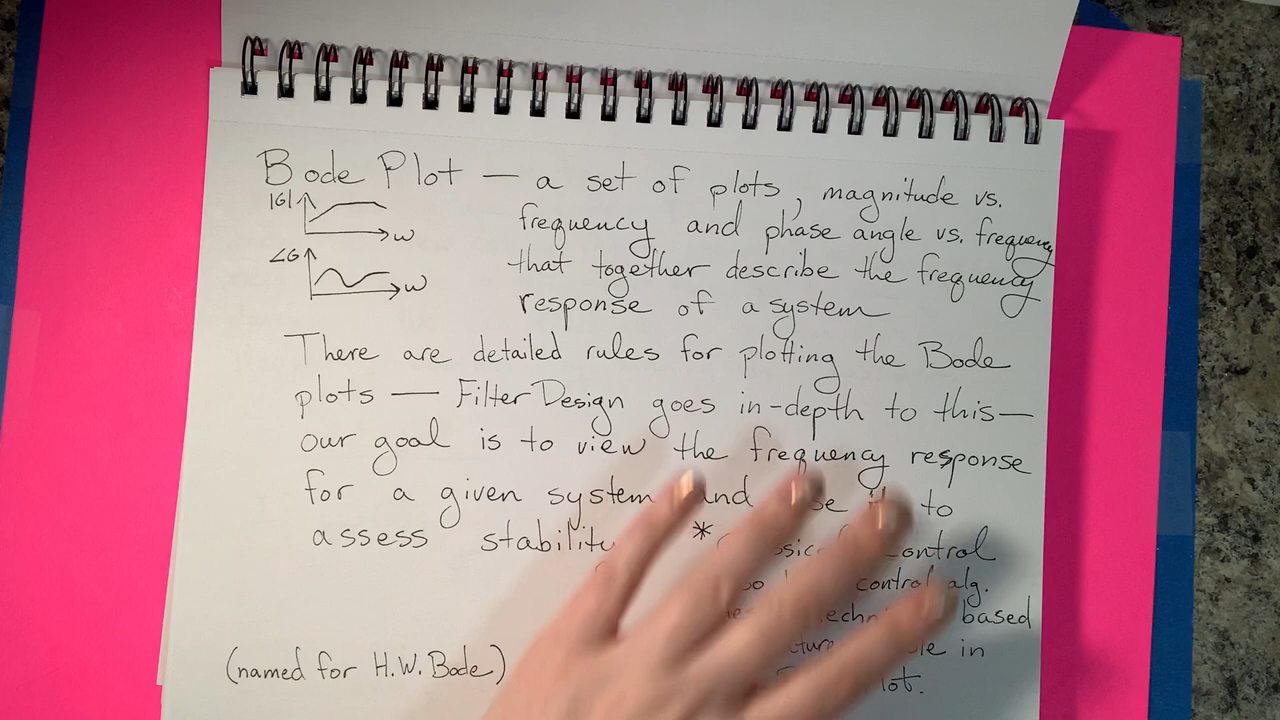 Bode Plot — a set of plots, magnitude vs.
|G|
frequency and phase angle vs. frequency
ω
∠G
that together describe the frequency
ω
response of a system
There are detailed rules for plotting the Bode
plots — Filter Design goes in-depth to this —
our goal is to view the frequency response
for a given system and to
assess stability
* control
control alg.
based
in
(named for H.W. Bode)